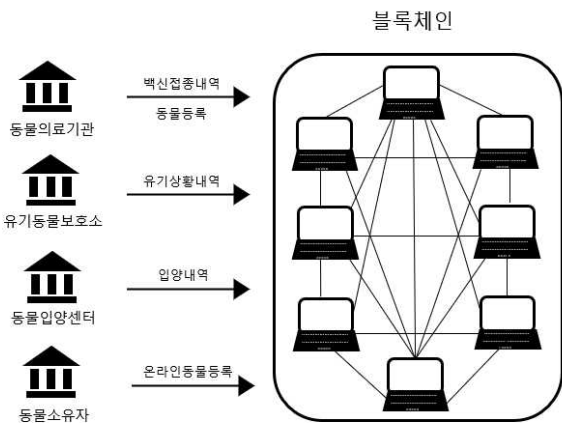 블록체인
백신접종내역
동물등록
동물의료기관
유기상황내역
유기동물보호소
입양내역
동물입양센터
온라인동물등록
동물소유자